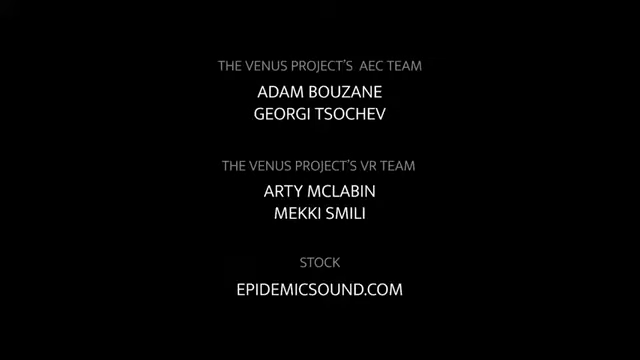 THE VENUS PROJECT'S  AEC TEAM
ADAM BOUZANE
GEORGI TSOCHEV
THE VENUS PROJECT'S VR TEAM
ARTY MCLABIN
MEKKI SMILI
STOCK
EPIDEMICSOUND.COM